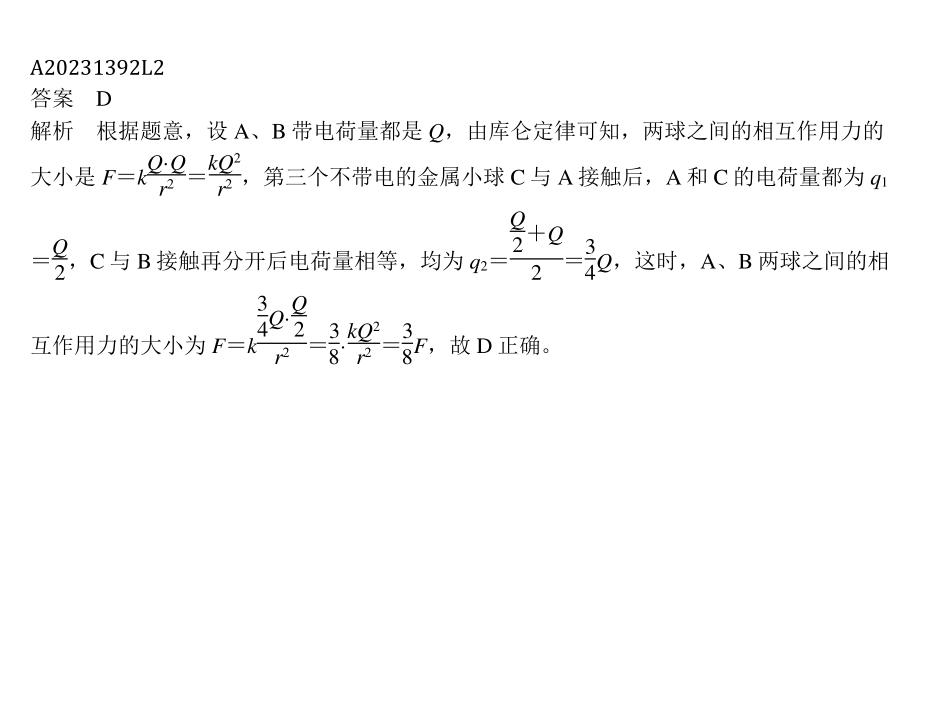 A20231392L2
答案 D
解析 根据题意，设 A、B 带电荷量都是 Q，由库仑定律可知，两球之间的相互作用力的
大小是 F＝k\frac{Q·Q}{r^2}＝\frac{kQ^2}{r^2}，第三个不带电的金属小球 C 与 A 接触后，A 和 C 的电荷量都为 q_1
＝\frac{Q}{2}，C 与 B 接触再分开后电荷量相等，均为 q_2＝\frac{\frac{Q}{2}＋Q}{2}＝\frac{3}{4}Q，这时，A、B 两球之间的相
互作用力的大小为 F＝k\frac{\frac{3}{4}Q·\frac{Q}{2}}{r^2}＝\frac{3}{8}·\frac{kQ^2}{r^2}＝\frac{3}{8}F，故 D 正确。